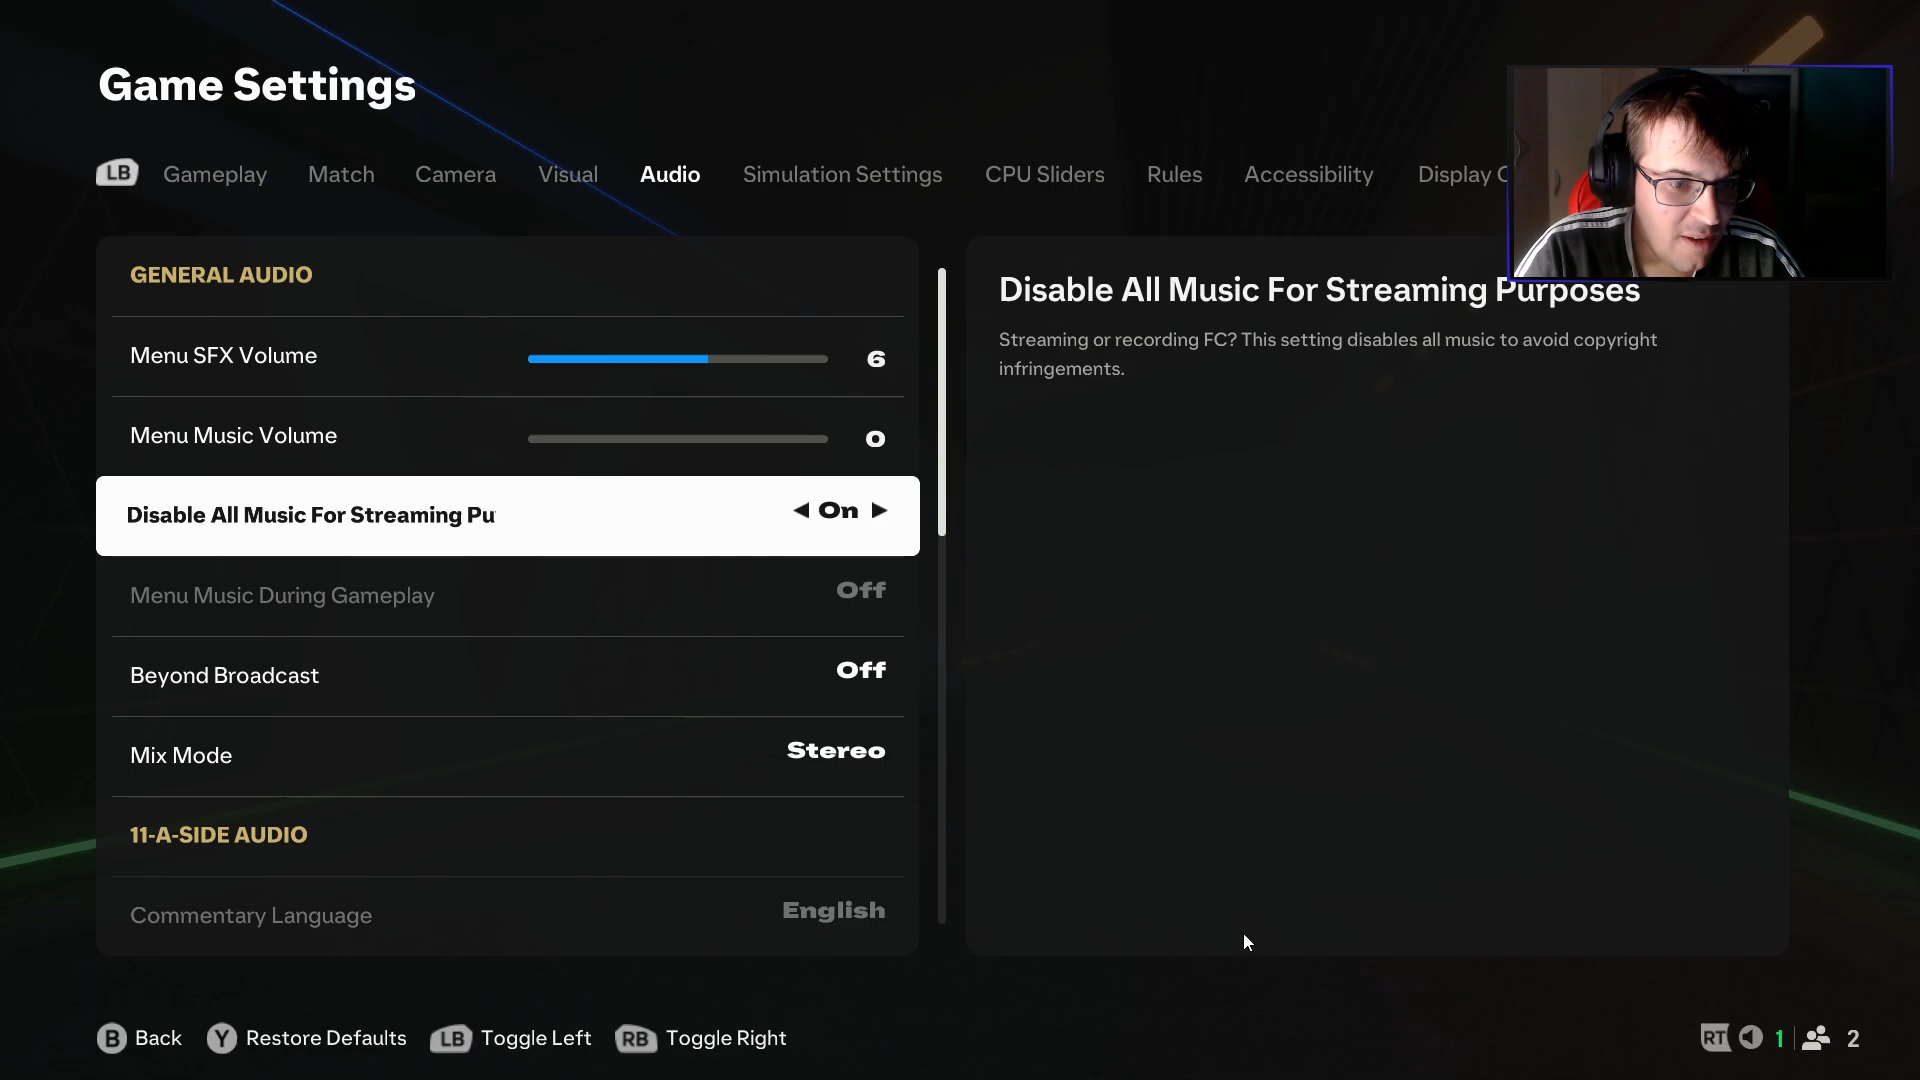 Game Settings
LB Gameplay Match Camera Visual Audio Simulation Settings CPU Sliders Rules Accessibility Display
GENERAL AUDIO
Menu SFX Volume 6
Menu Music Volume 0
Disable All Music For Streaming Pu On
Menu Music During Gameplay Off
Beyond Broadcast Off
Mix Mode Stereo
11-A-SIDE AUDIO
Commentary Language English
Disable All Music For Streaming Purposes
Streaming or recording FC? This setting disables all music to avoid copyright
infringements.
B Back Y Restore Defaults LB Toggle Left RB Toggle Right
RT 1 2